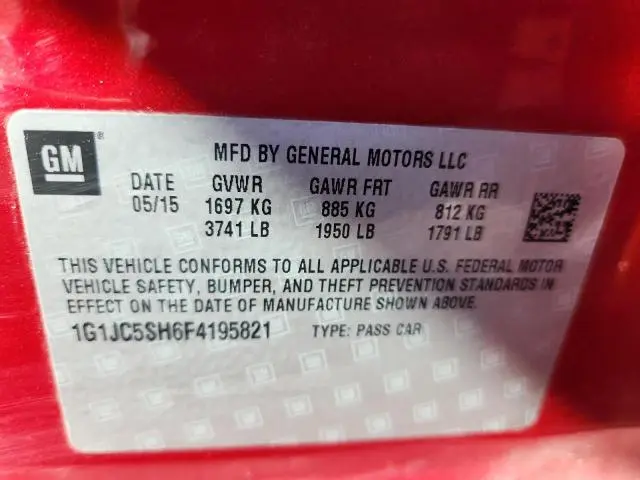 GM ®
MFD BY GENERAL MOTORS LLC
DATE GVWR GAWR FRT GAWR RR
05/15 1697 KG 885 KG 812 KG
3741 LB 1950 LB 1791 LB
THIS VEHICLE CONFORMS TO ALL APPLICABLE U.S. FEDERAL MOTOR
VEHICLE SAFETY, BUMPER, AND THEFT PREVENTION STANDARDS IN
EFFECT ON THE DATE OF MANUFACTURE SHOWN ABOVE.
1G1JC5SH6F4195821 TYPE: PASS CAR